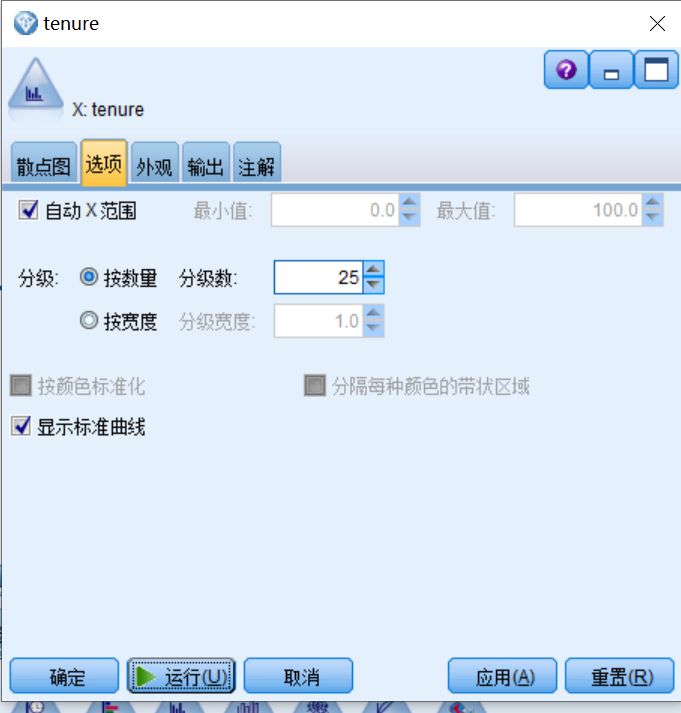 tenure
X: tenure
散点图 选项 外观 输出 注解
自动 X 范围 最小值: 0.0 最大值: 100.0
分级: 按数量 分级数: 25
按宽度 分级宽度: 1.0
按颜色标准化 分隔每种颜色的带状区域
显示标准曲线
确定 运行(U) 取消 应用(A) 重置(R)